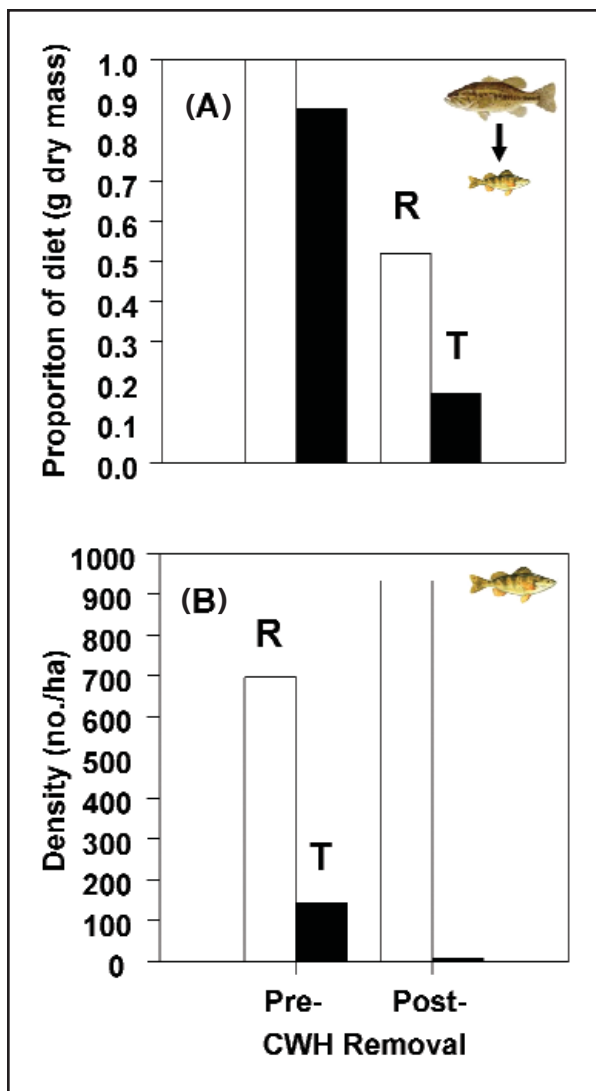 Proporiton of diet (g dry mass)
1.0
0.9
0.8
0.7
0.6
0.5
0.4
0.3
0.2
0.1
0.0
(A)
R
T
Density (no./ha)
1000
900
800
700
600
500
400
300
200
100
0
(B)
R
T
Pre- Post-
CWH Removal